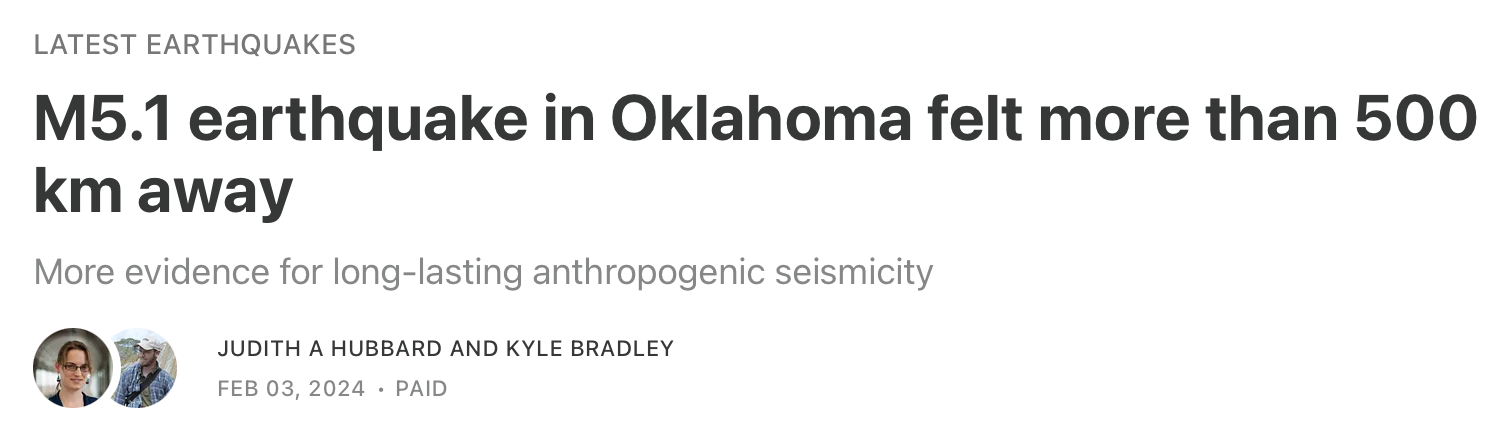 LATEST EARTHQUAKES
M5.1 earthquake in Oklahoma felt more than 500
km away
More evidence for long-lasting anthropogenic seismicity
JUDITH A HUBBARD AND KYLE BRADLEY
FEB 03, 2024 • PAID